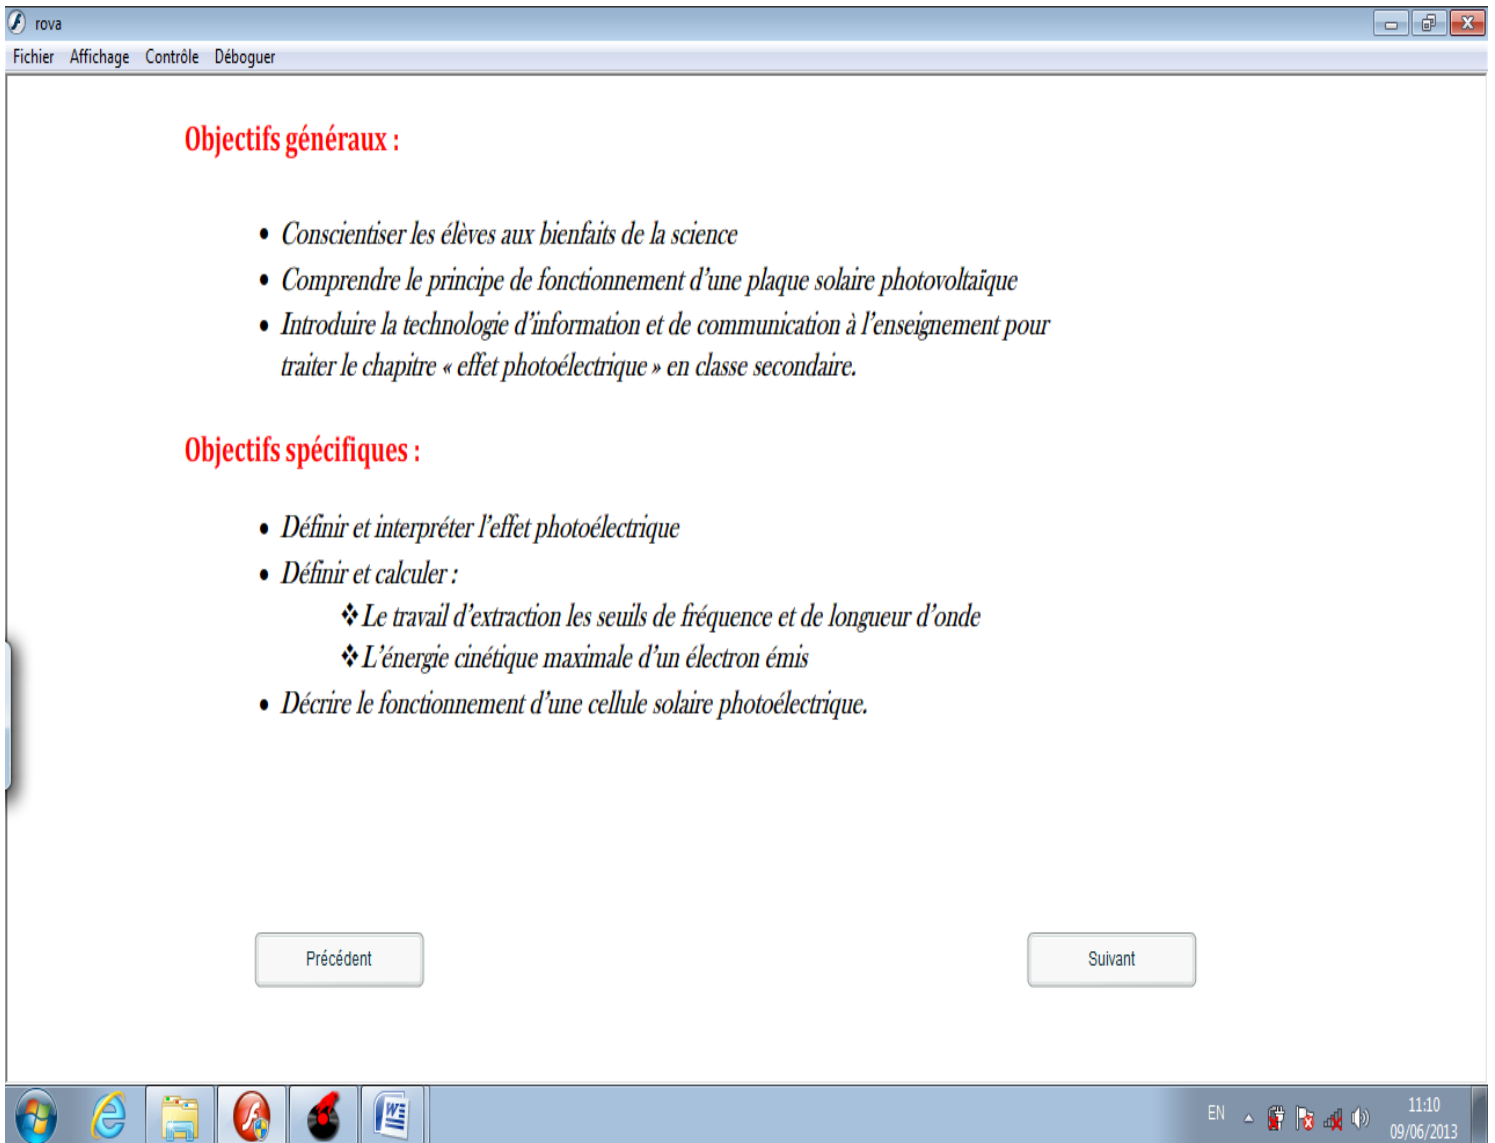 rova
Fichier Affichage Contrôle Déboguer
Objectifs généraux :
• Conscientiser les élèves aux bienfaits de la science
• Comprendre le principe de fonctionnement d’une plaque solaire photovoltaïque
• Introduire la technologie d’information et de communication à l’enseignement pour
traiter le chapitre « effet photoélectrique » en classe secondaire.
Objectifs spécifiques :
• Définir et interpréter l’effet photoélectrique
• Définir et calculer :
❖ Le travail d’extraction les seuils de fréquence et de longueur d’onde
❖ L’énergie cinétique maximale d’un électron émis
• Décrire le fonctionnement d’une cellule solaire photoélectrique.
Précédent Suivant
EN 11:10
09/06/2013